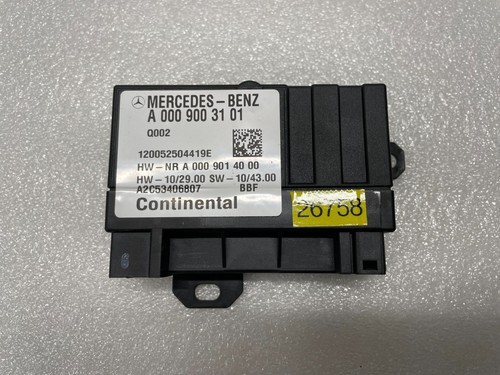 MERCEDES-BENZ
A 000 900 31 01
Q002
120052504419E
HW-NR A 000 901 40 00
HW-10/29.00 SW-10/43.00
A2C53406807 BBF
Continental
26758